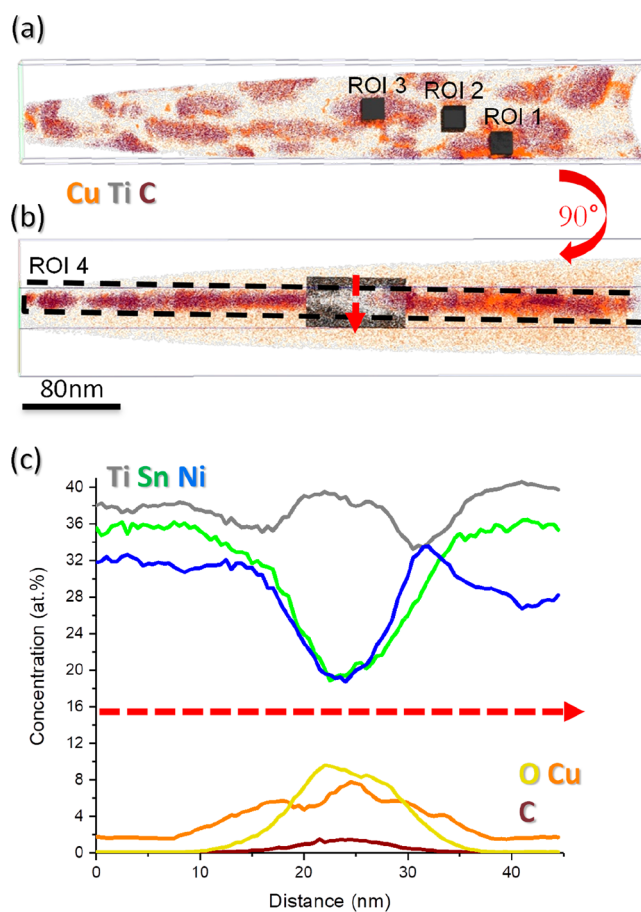 (a)
ROI 3
ROI 2
ROI 1
Cu Ti C
90°
(b)
ROI 4
80nm
(c)
Ti Sn Ni
40
36
32
28
24
20
16
12
8
4
0
Concentration (at.%)
O Cu
C
0 10 20 30 40
Distance (nm)